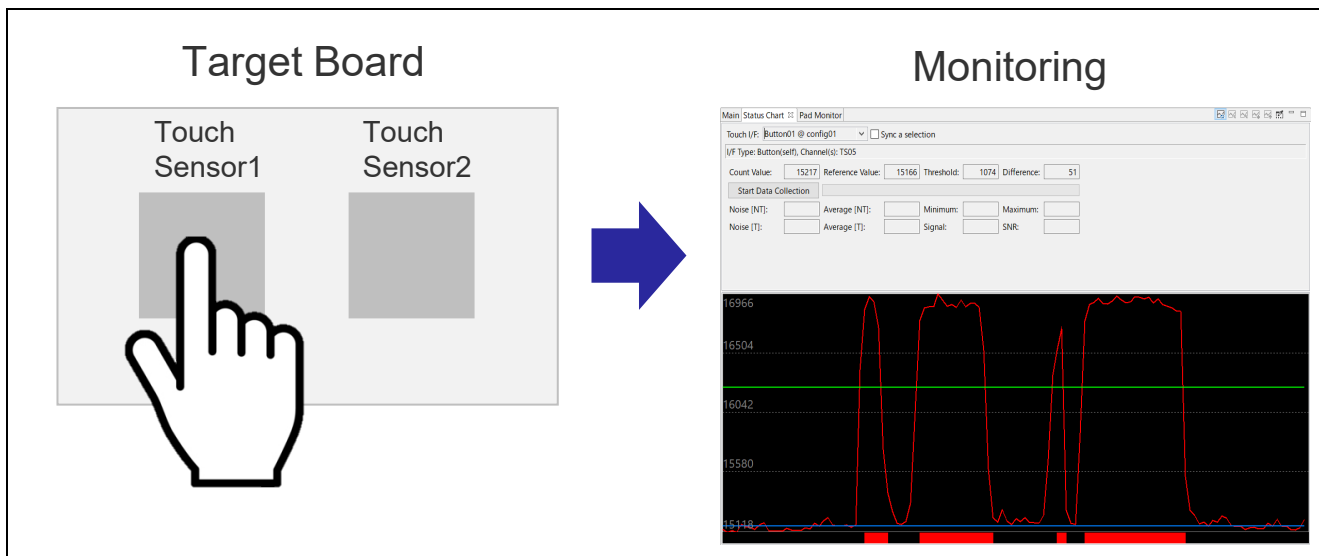 Target Board
Touch
Sensor1
Touch
Sensor2
Monitoring
Main Status Chart Pad Monitor
Touch I/F: Button01 @ config01 Sync a selection
I/F Type: Button(self), Channel(s): TS05
Count Value: 15217 Reference Value: 15166 Threshold: 1074 Difference: 51
Start Data Collection
Noise [NT]: Average [NT]: Minimum: Maximum:
Noise [T]: Average [T]: Signal: SNR:
16966
16504
16042
15580
15118